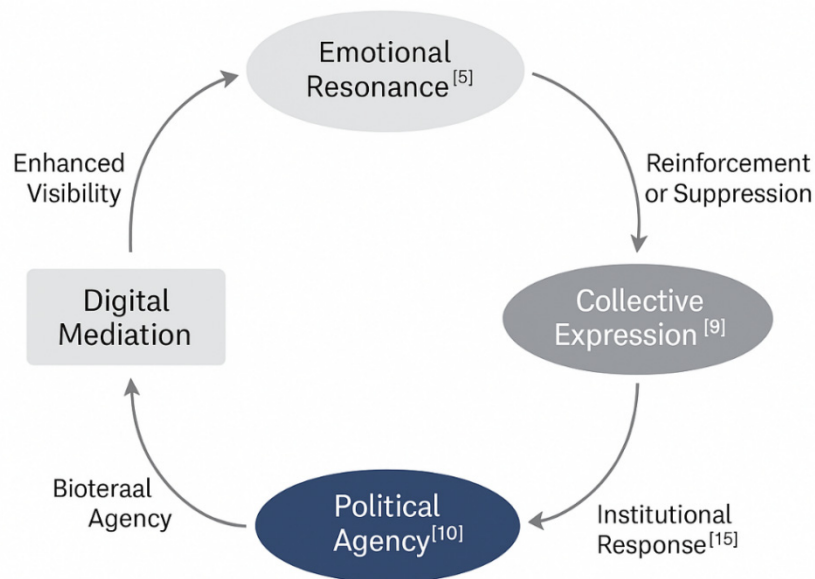 Emotional
Resonance[5]
Enhanced
Visibility
Reinforcement
or Suppression
Digital
Mediation
Collective
Expression[9]
Bioteraal
Agency
Political
Agency[10]
Institutional
Response[15]